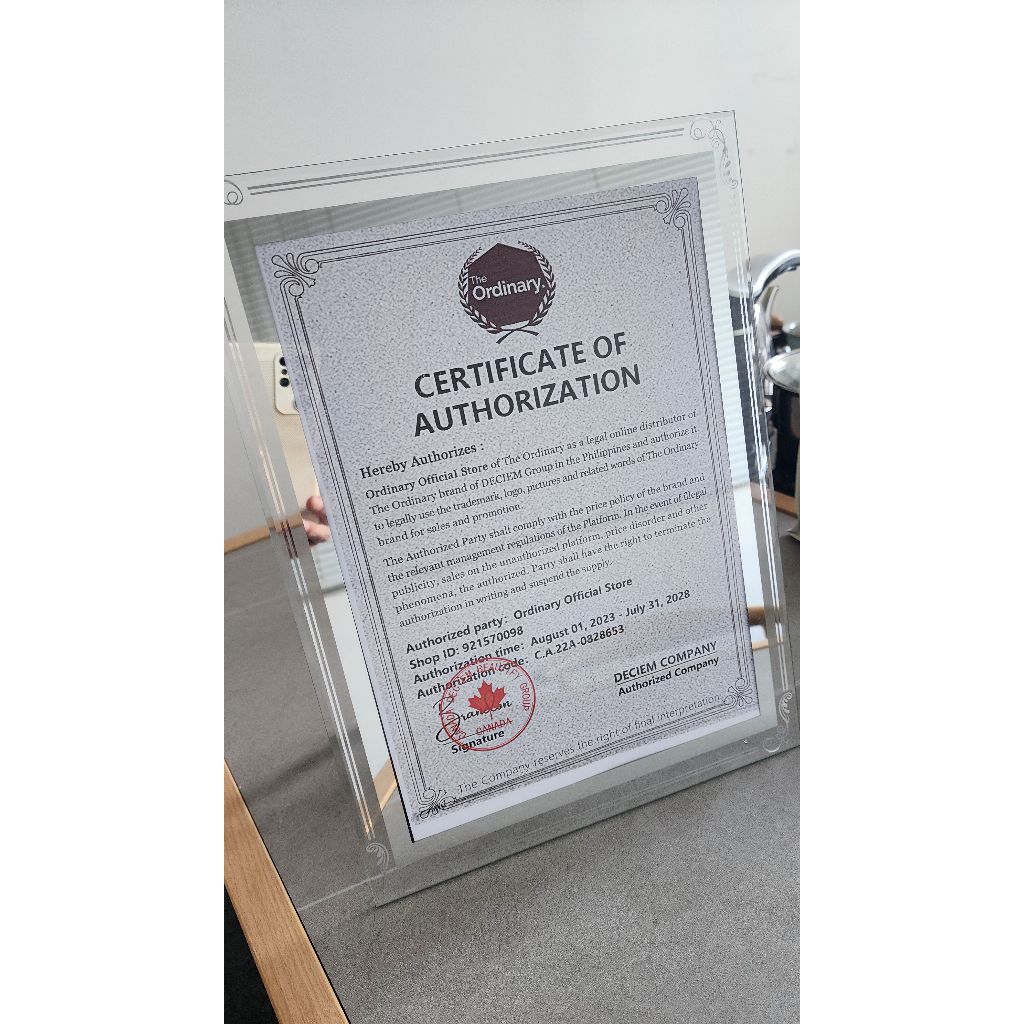 The
Ordinary.
CERTIFICATE OF
AUTHORIZATION
Hereby Authorizes :
Ordinary Official Store of The Ordinary as a legal online distributor of
The Ordinary brand of DECIEM Group in the Philippines and authorize it
to legally use the trademark, logo, pictures and related words of The Ordinary
brand for sales and promotion.
The Authorized Party shall comply with the price policy of the brand and
the relevant management regulations of the Platform. In the event of illegal
publicity, sales on the unauthorized platform, price disorder and other
phenomena, the authorized. Party shall have the right to terminate the
authorization in writing and suspend the supply.
Authorized party: Ordinary Official Store
Shop ID: 921570098
Authorization time: August 01, 2023 - July 31, 2028
Authorization code: C.A.22A-0828653
CANADA DECIEM BEAUTY GROUP
CANADA
Brandon
Signature
DECIEM COMPANY
Authorized Company
The Company reserves the right of final interpretation